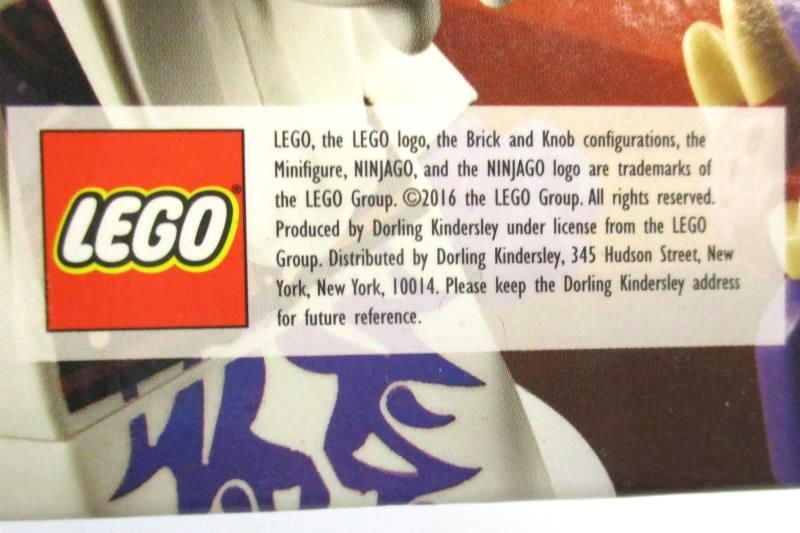 LEGO®
LEGO, the LEGO logo, the Brick and Knob configurations, the
Minifigure, NINJAGO, and the NINJAGO logo are trademarks of
the LEGO Group. ©2016 the LEGO Group. All rights reserved.
Produced by Dorling Kindersley under license from the LEGO
Group. Distributed by Dorling Kindersley, 345 Hudson Street, New
York, New York, 10014. Please keep the Dorling Kindersley address
for future reference.